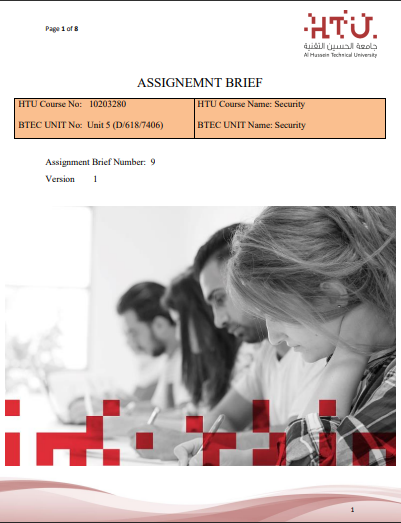 Page 1 of 8
HTU
جامعة الحسين التقنية
Al Hussein Technical University
ASSIGNEMNT BRIEF
HTU Course No: 10203280
HTU Course Name: Security
BTEC UNIT No: Unit 5 (D/618/7406)
BTEC UNIT Name: Security
Assignment Brief Number: 9
Version 1
1